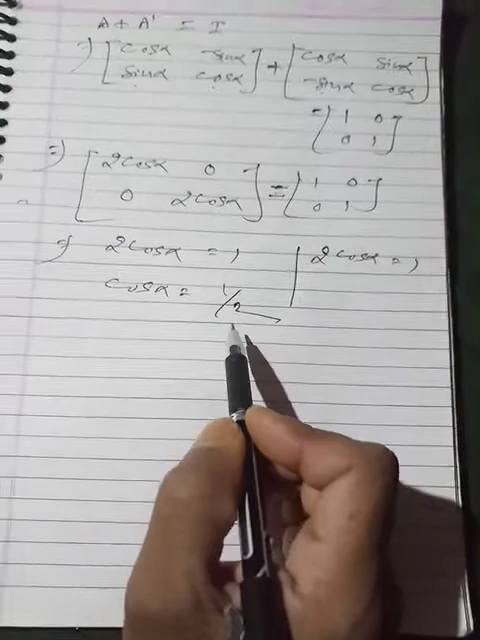 A + A' = I
⇒ [cosα -sinα sinα cosα] + [cosα sinα -sinα cosα]
= [1 0 0 1]
⇒ [2cosα 0 0 2cosα] = [1 0 0 1]
⇒ 2cosα = 1 | 2cosα = 1
cosα = 1/2